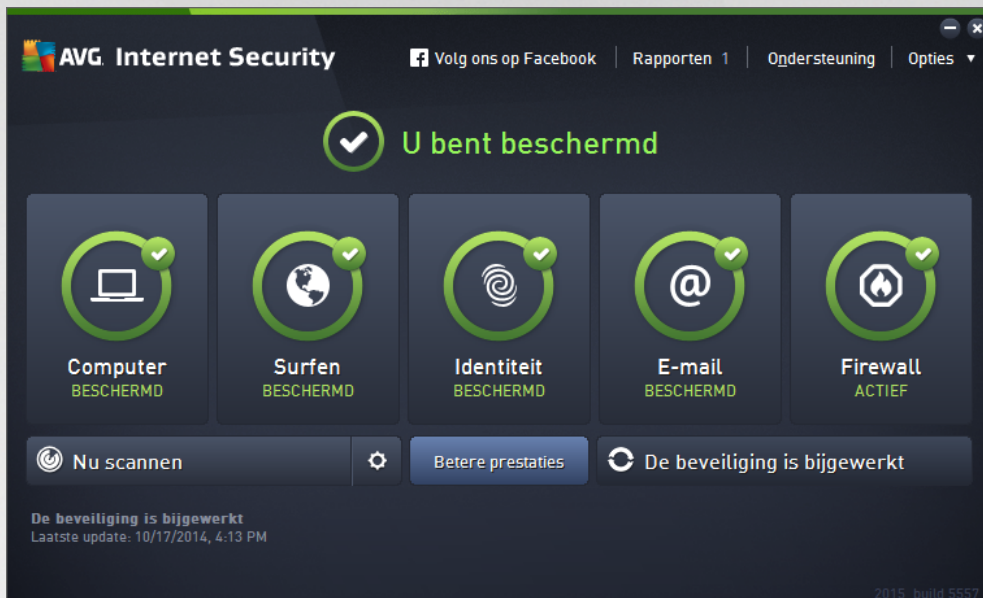 AVG. Internet Security
Volg ons op Facebook
Rapporten 1
Ondersteuning
Opties
U bent beschermd
Computer
BESCHERMD
Surfen
BESCHERMD
Identiteit
BESCHERMD
@
E-mail
BESCHERMD
Firewall
ACTIEF
Nu scannen
Betere prestaties
De beveiliging is bijgewerkt
De beveiliging is bijgewerkt
Laatste update: 10/17/2014, 4:13 PM
2015 build 5557